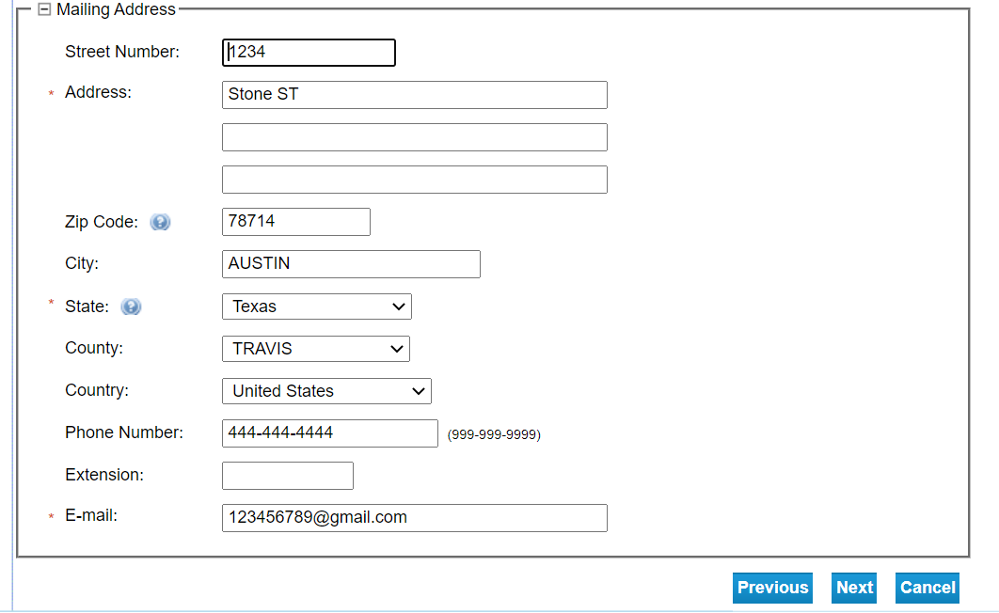 Mailing Address
Street Number: 1234
* Address: Stone ST
Zip Code: ? 78714
City: AUSTIN
* State: ? Texas
County: TRAVIS
Country: United States
Phone Number: 444-444-4444 (999-999-9999)
Extension:
* E-mail: 123456789@gmail.com
Previous Next Cancel